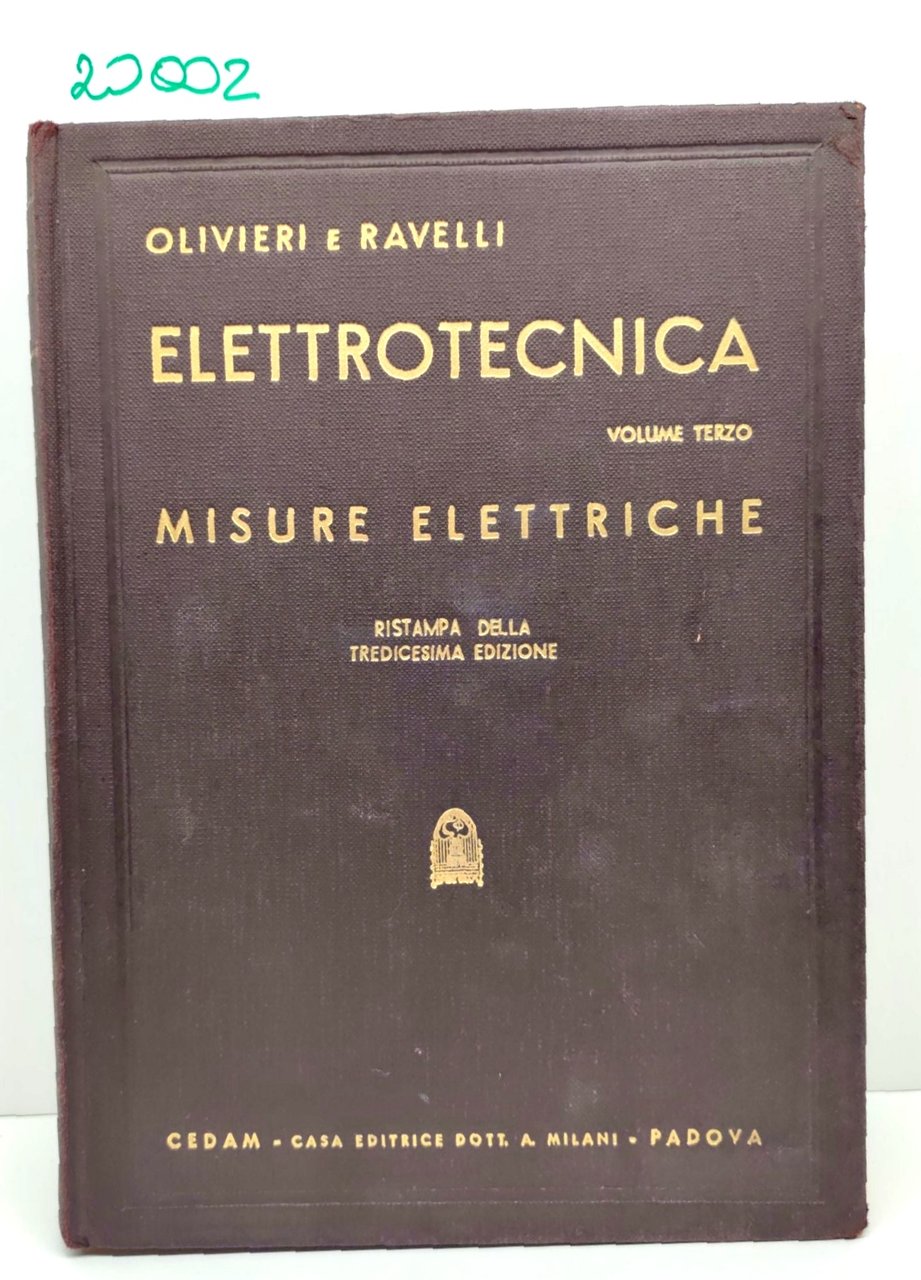 20002
OLIVIERI E RAVELLI
ELETTROTECNICA
VOLUME TERZO
MISURE ELETTRICHE
RISTAMPA DELLA
TREDICESIMA EDIZIONE
CEDAM - CASA EDITRICE DOTT. A. MILANI - PADOVA